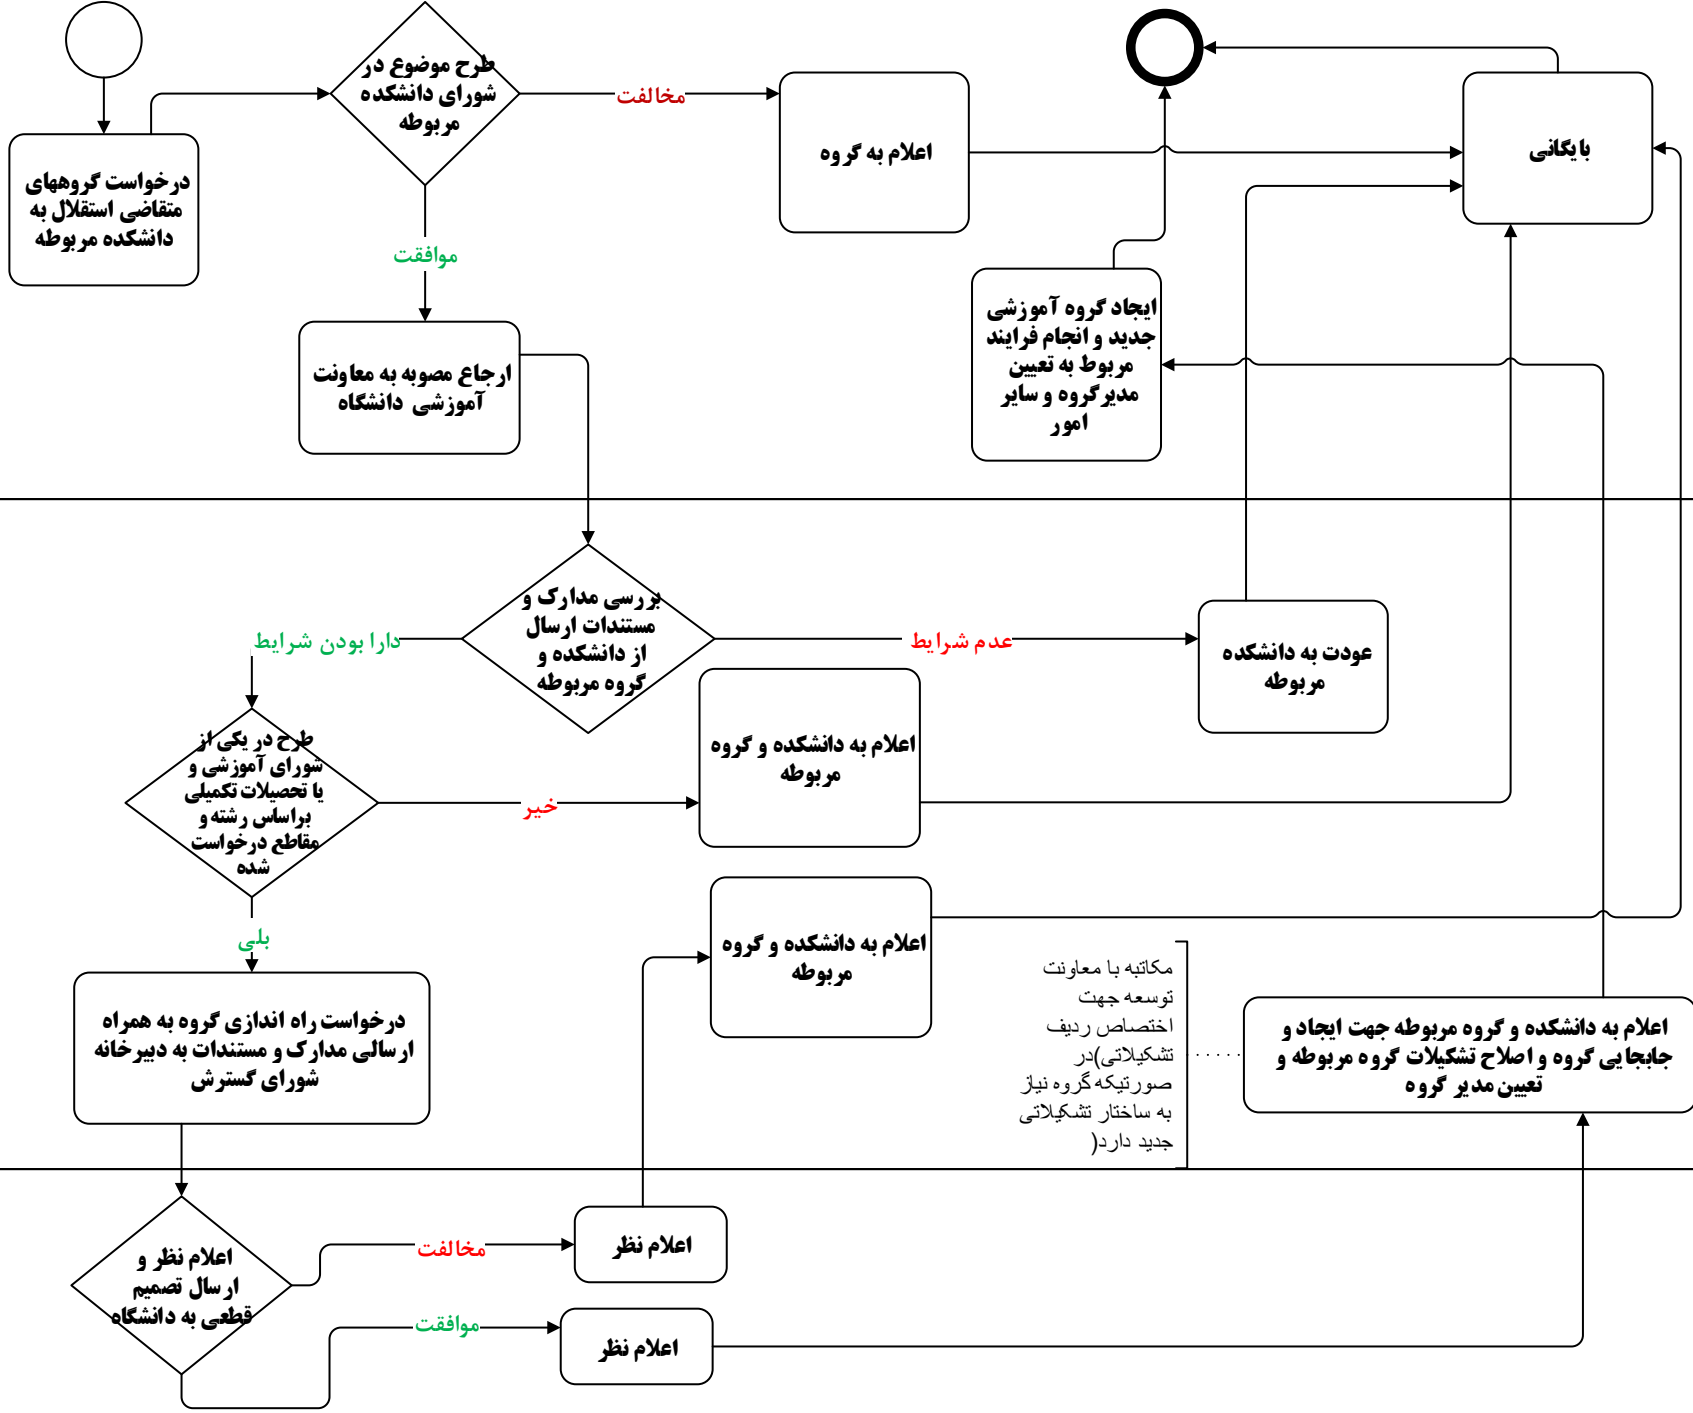 طرح موضوع در
شورای دانشکده
مربوطه
مخالفت
اعلام به گروه
بایگانی
درخواست گروههای
متقاضی استقلال به
دانشکده مربوطه
موافقت
ارجاع مصوبه به معاونت
آموزشی دانشگاه
ایجاد گروه آموزشی
جدید و انجام فرایند
مربوط به تعیین
مدیرگروه و سایر
امور
بررسی مدارک و
مستندات ارسال
از دانشکده و
گروه مربوطه
دارا بودن شرایط
عدم شرایط
عودت به دانشکده
مربوطه
طرح در یکی از
شورای آموزشی و
یا تحصیلات تکمیلی
براساس رشته و
مقاطع درخواست
شده
خیر
اعلام به دانشکده و گروه
مربوطه
بلی
اعلام به دانشکده و گروه
مربوطه
درخواست راه اندازی گروه به همراه
ارسالی مدارک و مستندات به دبیرخانه
شورای گسترش
مکاتبه با معاونت
توسعه جهت
اختصاص ردیف
تشکیلاتی)در
صورتیکه گروه نیاز
به ساختار تشکیلاتی
جدید دارد(
اعلام به دانشکده و گروه مربوطه جهت ایجاد و
جابجایی گروه و اصلاح تشکیلات گروه مربوطه و
تعیین مدیر گروه
اعلام نظر و
ارسال تصمیم
قطعی به دانشگاه
مخالفت
اعلام نظر
موافقت
اعلام نظر